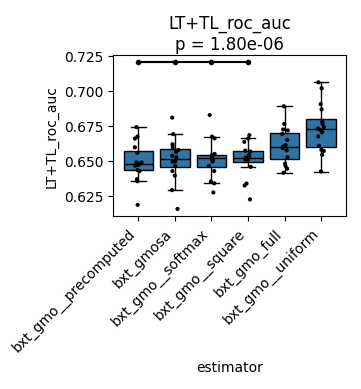 LT+TL_roc_auc
p = 1.80e-06
LT+TL_roc_auc
0.725
0.700
0.675
0.650
0.625
bxt_gmo__precomputed
bxt_gmosa
bxt_gmo__softmax
bxt_gmo__square
bxt_gmo_full
bxt_gmo__uniform
estimator